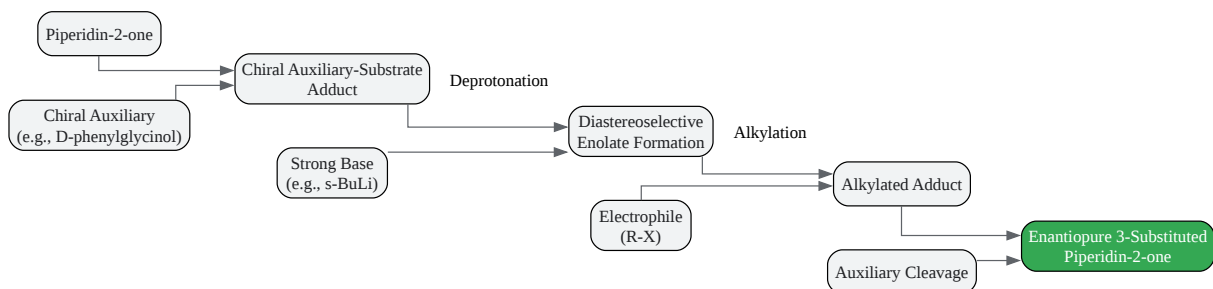 Piperidin-2-one
Chiral Auxiliary
(e.g., D-phenylglycinol)
Chiral Auxiliary-Substrate
Adduct
Deprotonation
Strong Base
(e.g., s-BuLi)
Diastereoselective
Enolate Formation
Alkylation
Electrophile
(R-X)
Alkylated Adduct
Auxiliary Cleavage
Enantiopure 3-Substituted
Piperidin-2-one